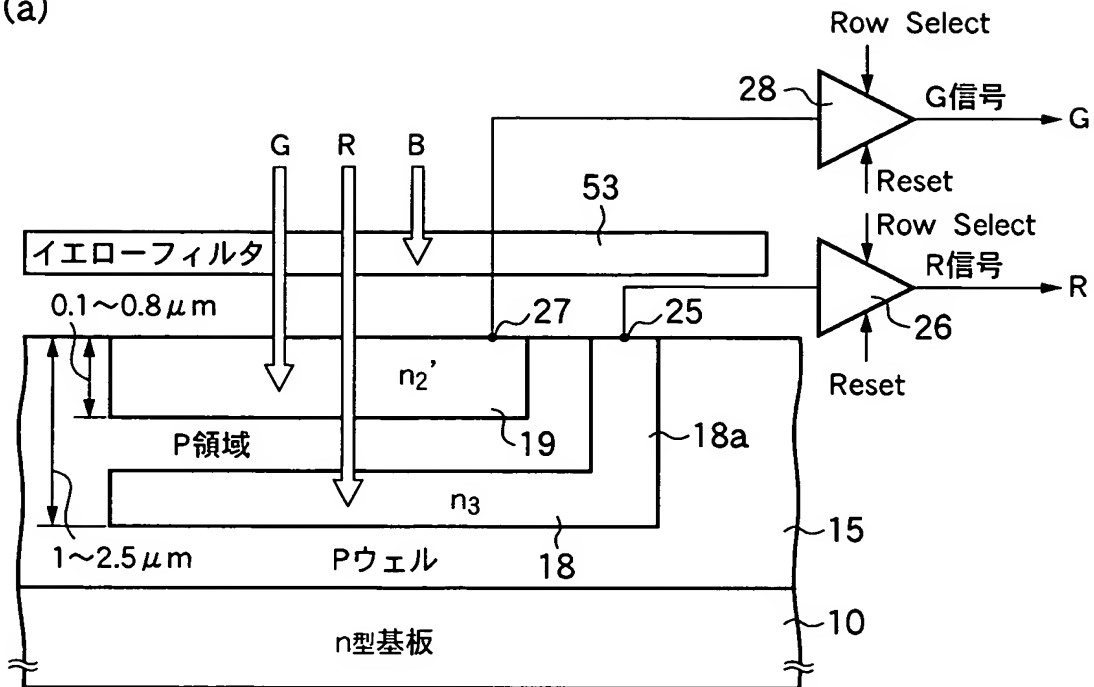 (a)
Row Select
28
G信号
G
Reset
G R B
53
Row Select
イエローフィルタ
R信号
R
0.1～0.8μm
27
25
26
Reset
n2'
19
P領域
18a
n3
18
15
1～2.5μm
Pウェル
10
n型基板